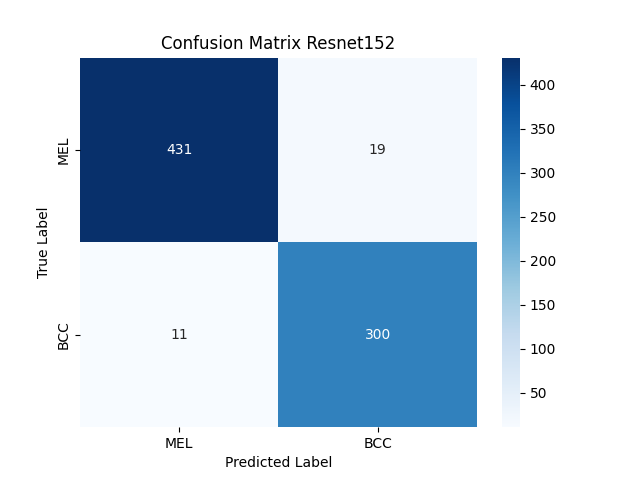 Confusion Matrix Resnet152
True Label
MEL
431
19
BCC
11
300
MEL
BCC
Predicted Label
400
350
300
250
200
150
100
50